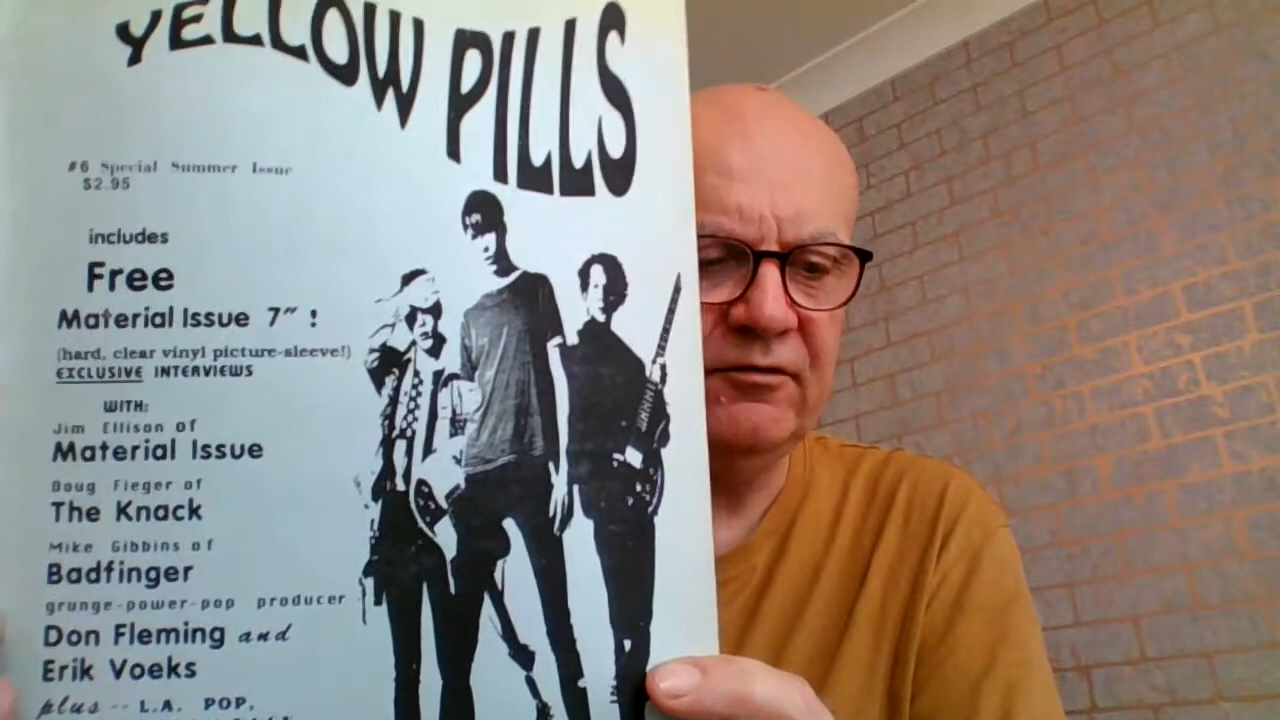 YELLOW PILLS
#6 Special Summer Issue
$2.95
includes
Free
Material Issue 7" !
(hard, clear vinyl picture-sleeve!)
EXCLUSIVE INTERVIEWS
WITH:
Jim Ellison of
Material Issue
Doug Fieger of
The Knack
Mike Gibbins of
Badfinger
grunge-power-pop producer
Don Fleming and
Erik Voeks
plus -- L.A. POP,